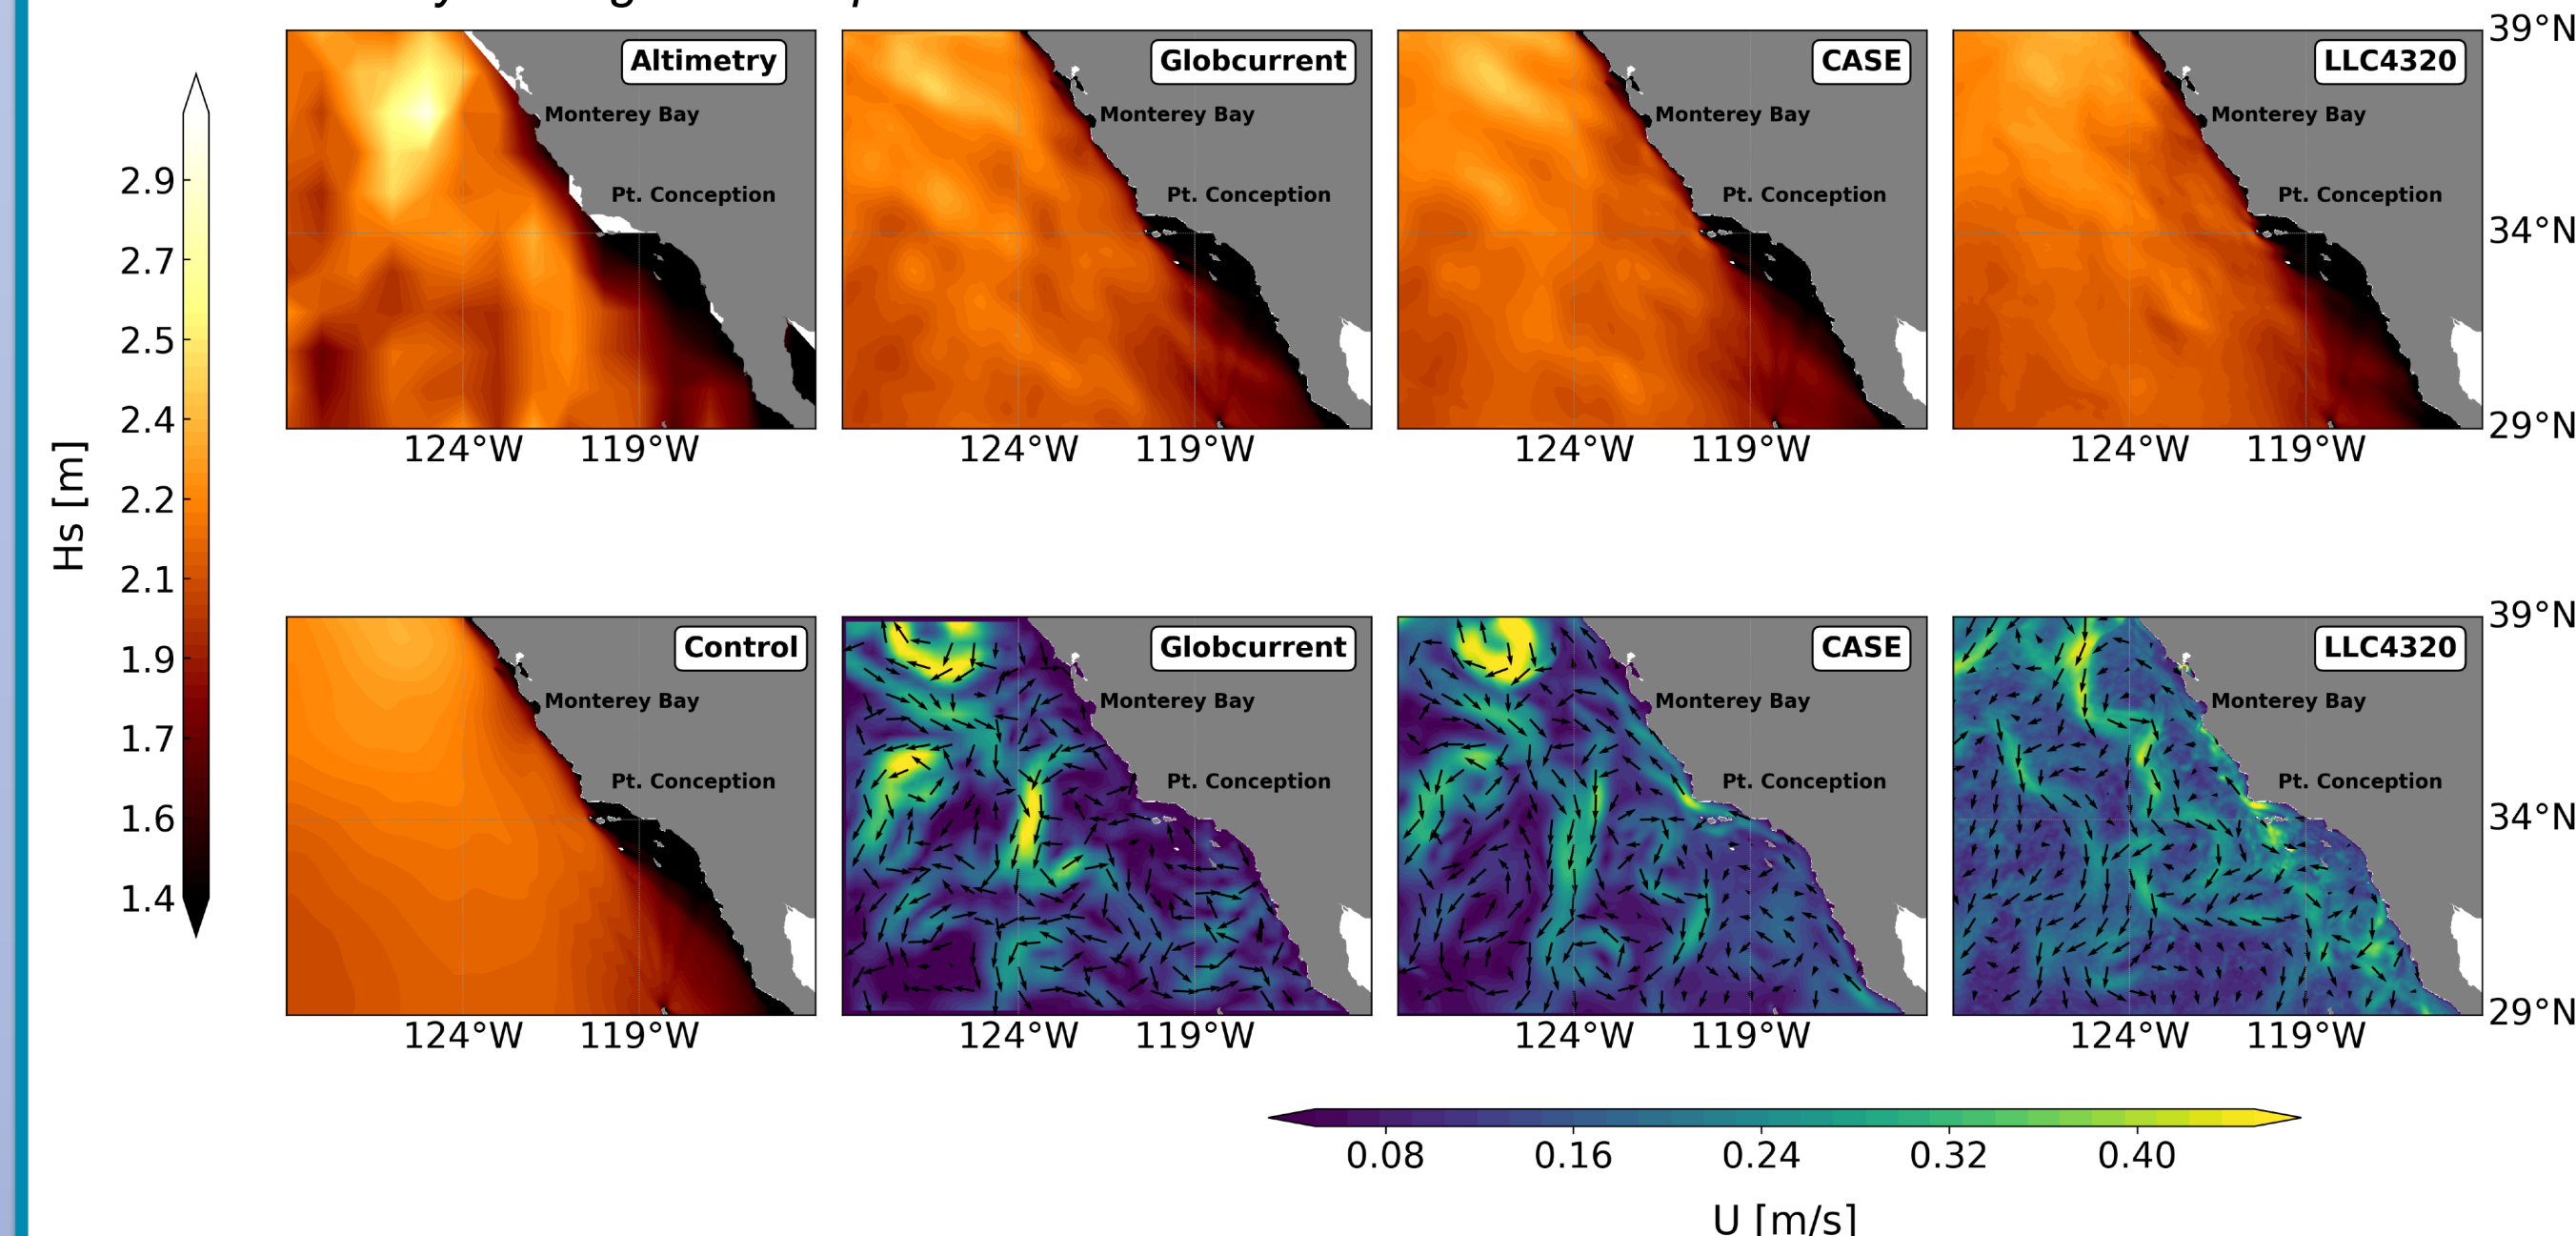 Altimetry
Monterey Bay
Pt. Conception
124°W 119°W
Globcurrent
Monterey Bay
Pt. Conception
124°W 119°W
CASE
Monterey Bay
Pt. Conception
124°W 119°W
LLC4320
Monterey Bay
Pt. Conception
124°W 119°W
39°N
34°N
29°N
Hs [m]
2.9
2.7
2.5
2.4
2.2
2.1
1.9
1.7
1.6
1.4
Control
Monterey Bay
Pt. Conception
124°W 119°W
Globcurrent
Monterey Bay
Pt. Conception
124°W 119°W
CASE
Monterey Bay
Pt. Conception
124°W 119°W
LLC4320
Monterey Bay
Pt. Conception
124°W 119°W
39°N
34°N
29°N
0.08 0.16 0.24 0.32 0.40
U [m/s]